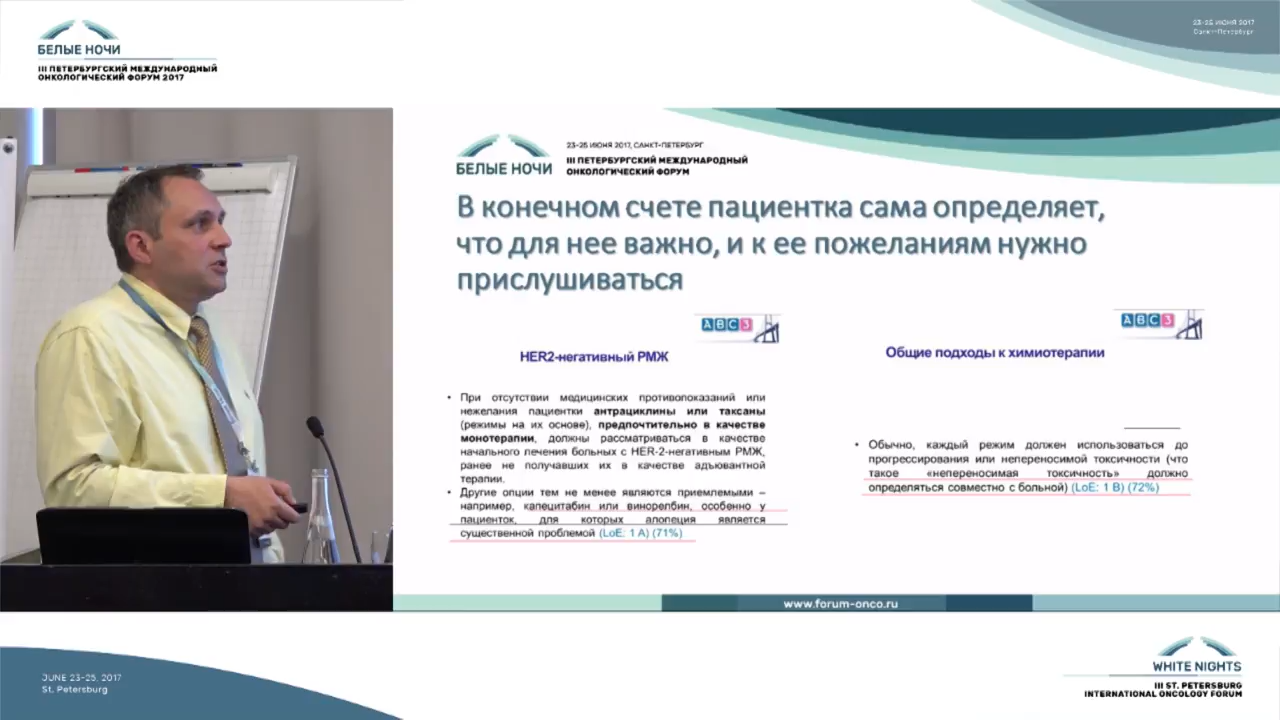 БЕЛЫЕ НОЧИ
III ПЕТЕРБУРГСКИЙ МЕЖДУНАРОДНЫЙ
ОНКОЛОГИЧЕСКИЙ ФОРУМ 2017
23-25 ИЮНЯ 2017
Санкт-Петербург
БЕЛЫЕ НОЧИ
23-25 ИЮНЯ 2017, САНКТ-ПЕТЕРБУРГ
III ПЕТЕРБУРГСКИЙ МЕЖДУНАРОДНЫЙ
ОНКОЛОГИЧЕСКИЙ ФОРУМ
В конечном счете пациентка сама определяет,
что для нее важно, и к ее пожеланиям нужно
прислушиваться
ABC3
HER2-негативный РМЖ
• При отсутствии медицинских противопоказаний или
нежелания пациентки антрациклины или таксаны
(режимы на их основе), предпочтительно в качестве
монотерапии, должны рассматриваться в качестве
начального лечения больных с HER-2-негативным РМЖ,
ранее не получавших их в качестве адъювантной
терапии.
• Другие опции тем не менее являются приемлемыми –
например, капецитабин или винорелбин, особенно у
пациенток, для которых алопеция является
существенной проблемой (LoE: 1 A) (71%)
ABC3
Общие подходы к химиотерапии
• Обычно, каждый режим должен использоваться до
прогрессирования или непереносимой токсичности (что
такое «непереносимая токсичность» должно
определяться совместно с больной) (LoE: 1 B) (72%)
www.forum-onco.ru
JUNE 23-25, 2017
St. Petersburg
WHITE NIGHTS
III ST. PETERSBURG
INTERNATIONAL ONCOLOGY FORUM